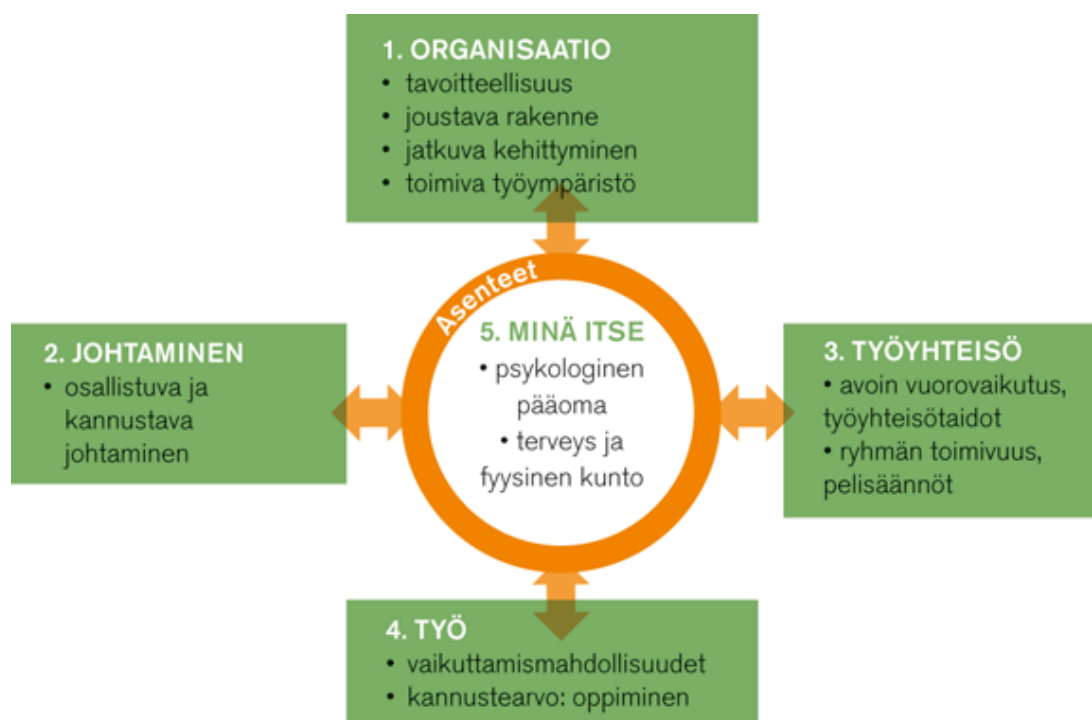 1. ORGANISAATIO
• tavoitteellisuus
• joustava rakenne
• jatkuva kehittyminen
• toimiva työympäristö
Asenteet
2. JOHTAMINEN
• osallistuva ja
kannustava
johtaminen
5. MINÄ ITSE
• psykologinen
pääoma
• terveys ja
fyysinen kunto
3. TYÖYHTEISÖ
• avoin vuorovaikutus,
työyhteisötaidot
• ryhmän toimivuus,
pelisäännöt
4. TYÖ
• vaikuttamismahdollisuudet
• kannustearvo: oppiminen